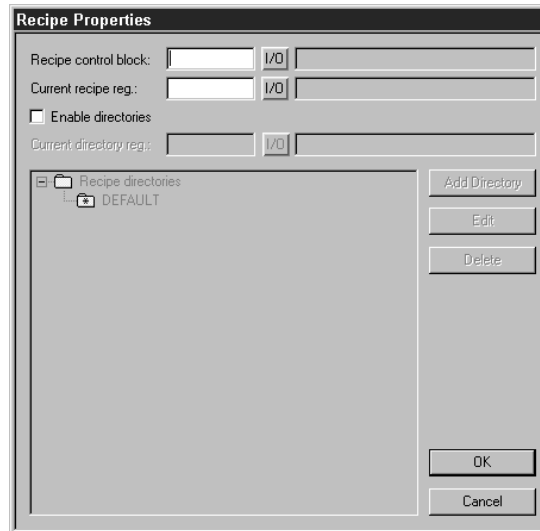 Recipe Properties
Recipe control block: I/O
Current recipe reg.: I/O
Enable directories
Current directory reg.: I/O
Recipe directories
DEFAULT
Add Directory
Edit
Delete
OK
Cancel